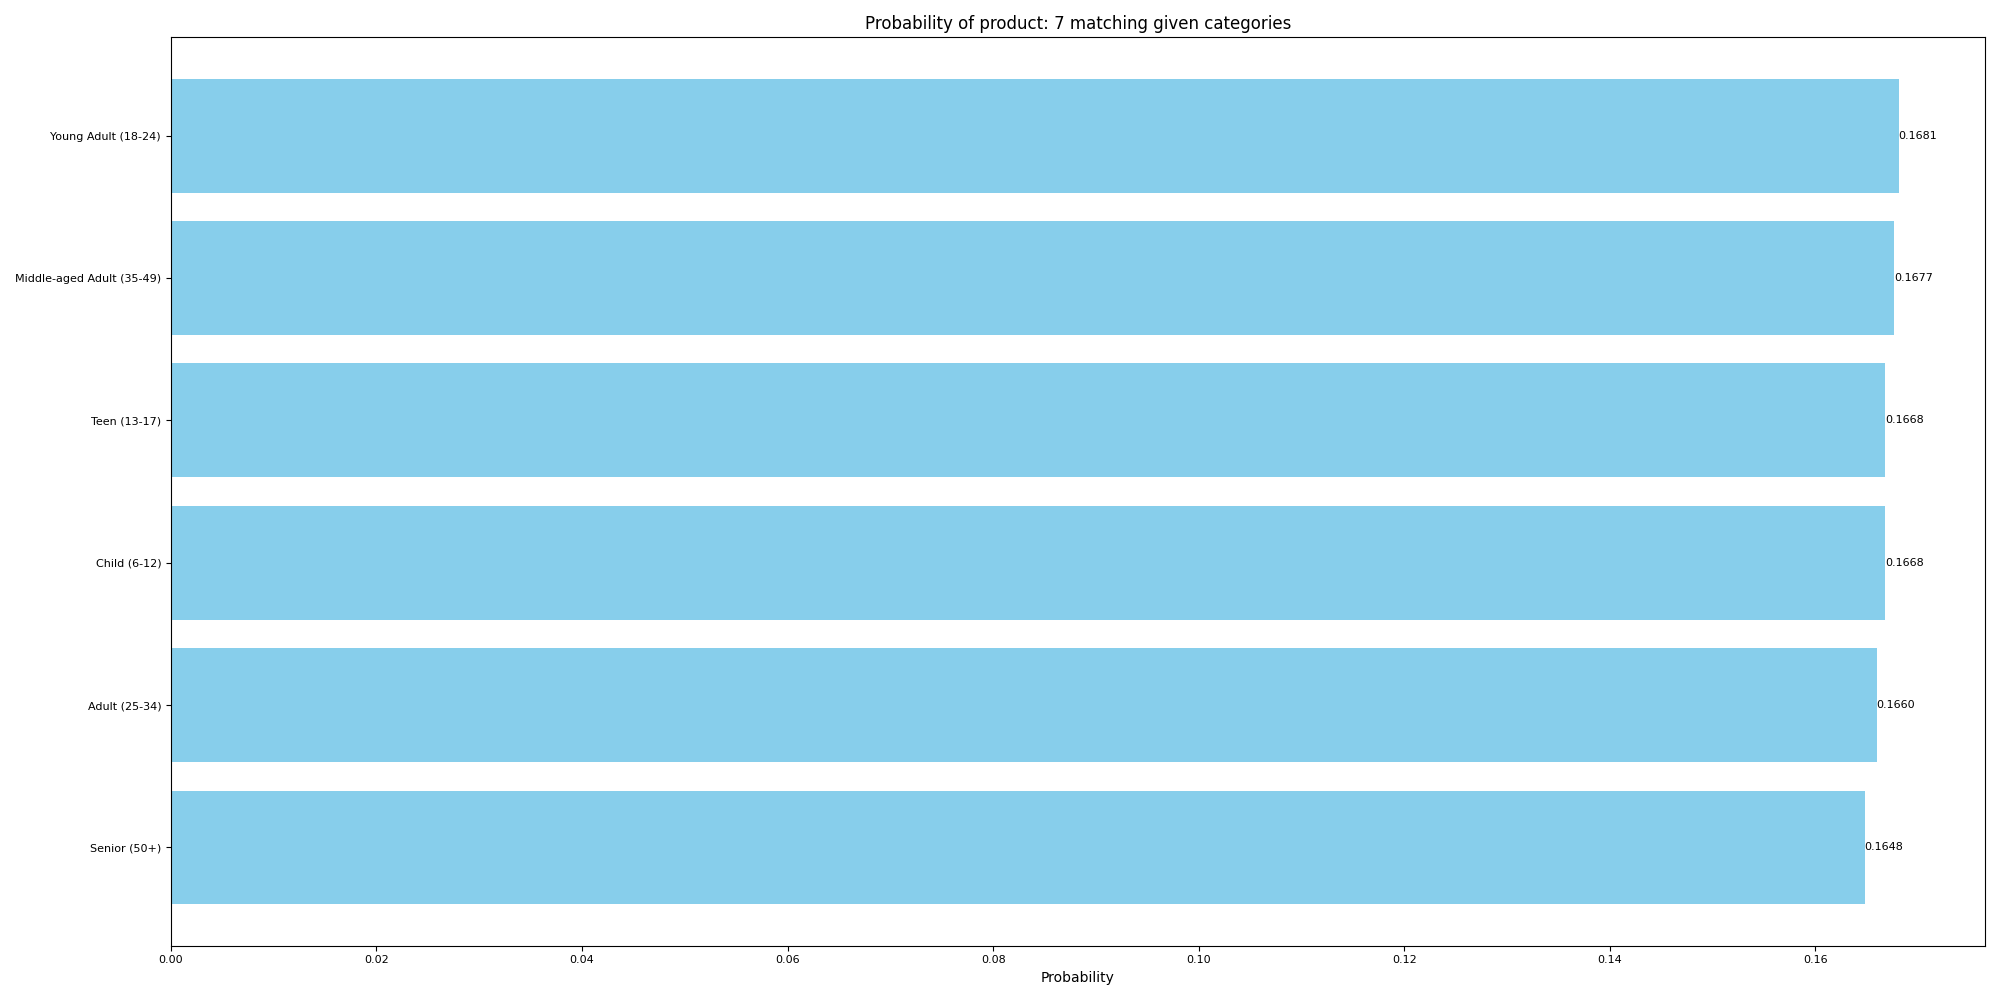 Probability of product: 7 matching given categories
Young Adult (18-24)
0.1681
Middle-aged Adult (35-49)
0.1677
Teen (13-17)
0.1668
Child (6-12)
0.1668
Adult (25-34)
0.1660
Senior (50+)
0.1648
0.00 0.02 0.04 0.06 0.08 0.10 0.12 0.14 0.16
Probability